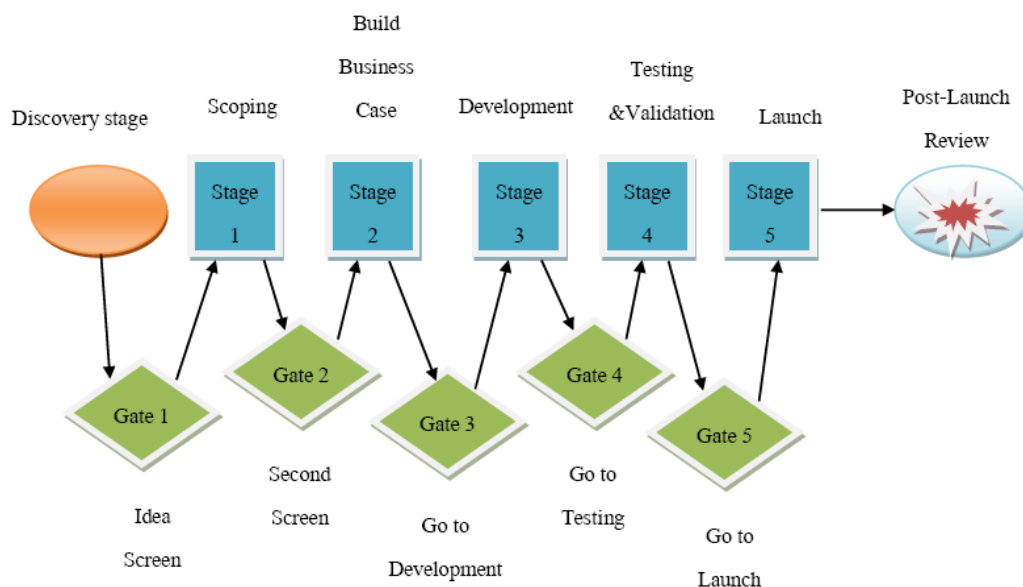 Discovery stage
Scoping
Build
Business
Case
Development
Testing
&Validation
Launch
Post-Launch
Review
Stage
1
Stage
2
Stage
3
Stage
4
Stage
5
Gate 1
Gate 2
Gate 3
Gate 4
Gate 5
Idea
Screen
Second
Screen
Go to
Development
Go to
Testing
Go to
Launch